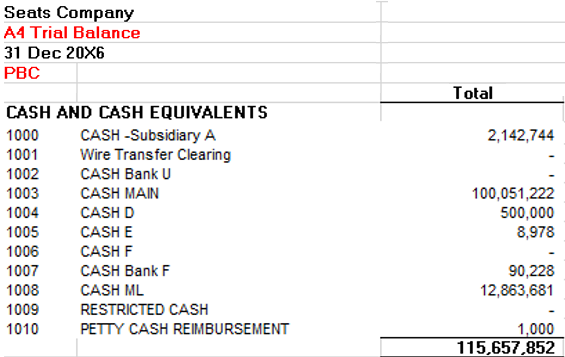 Seats Company
A4 Trial Balance
31 Dec 20X6
PBC
Total
CASH AND CASH EQUIVALENTS
1000 CASH -Subsidiary A 2,142,744
1001 Wire Transfer Clearing -
1002 CASH Bank U -
1003 CASH MAIN 100,051,222
1004 CASH D 500,000
1005 CASH E 8,978
1006 CASH F -
1007 CASH Bank F 90,228
1008 CASH ML 12,863,681
1009 RESTRICTED CASH -
1010 PETTY CASH REIMBURSEMENT 1,000
115,657,852